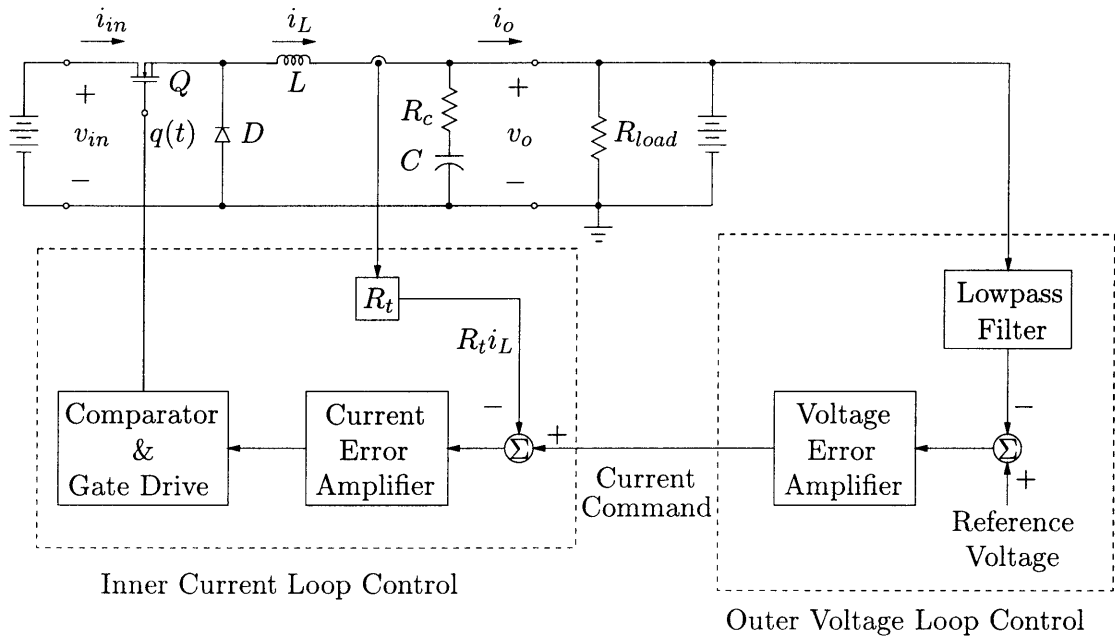 i_in
i_L
i_o
+
Q
L
+
v_in
q(t)
D
R_c
C
v_o
R_load
−
−
R_t
R_t i_L
Lowpass
Filter
−
−
Comparator
&
Gate Drive
Current
Error
Amplifier
Σ
+
Voltage
Error
Amplifier
Σ
+
Current
Command
Reference
Voltage
Inner Current Loop Control
Outer Voltage Loop Control